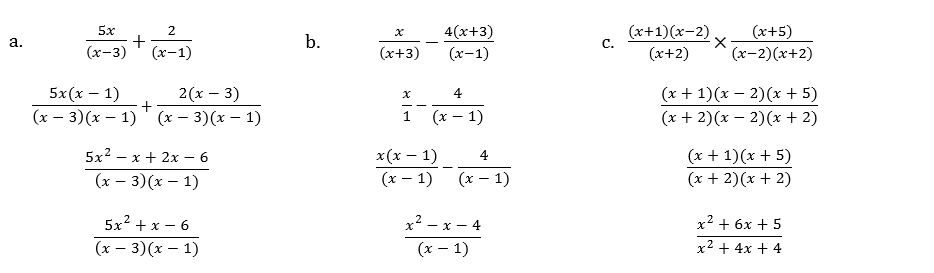 a. 5x/(x−3) + 2/(x−1) b. x/(x+3) − 4(x+3)/(x−1) c. (x+1)(x−2)/(x+2) × (x+5)/(x−2)(x+2)
5x(x − 1)/(x − 3)(x − 1) + 2(x − 3)/(x − 3)(x − 1) x/1 − 4/(x − 1) (x + 1)(x − 2)(x + 5)/(x + 2)(x − 2)(x + 2)
5x² − x + 2x − 6/(x − 3)(x − 1) x(x − 1)/(x − 1) − 4/(x − 1) (x + 1)(x + 5)/(x + 2)(x + 2)
5x² + x − 6/(x − 3)(x − 1) x² − x − 4/(x − 1) x² + 6x + 5/x² + 4x + 4